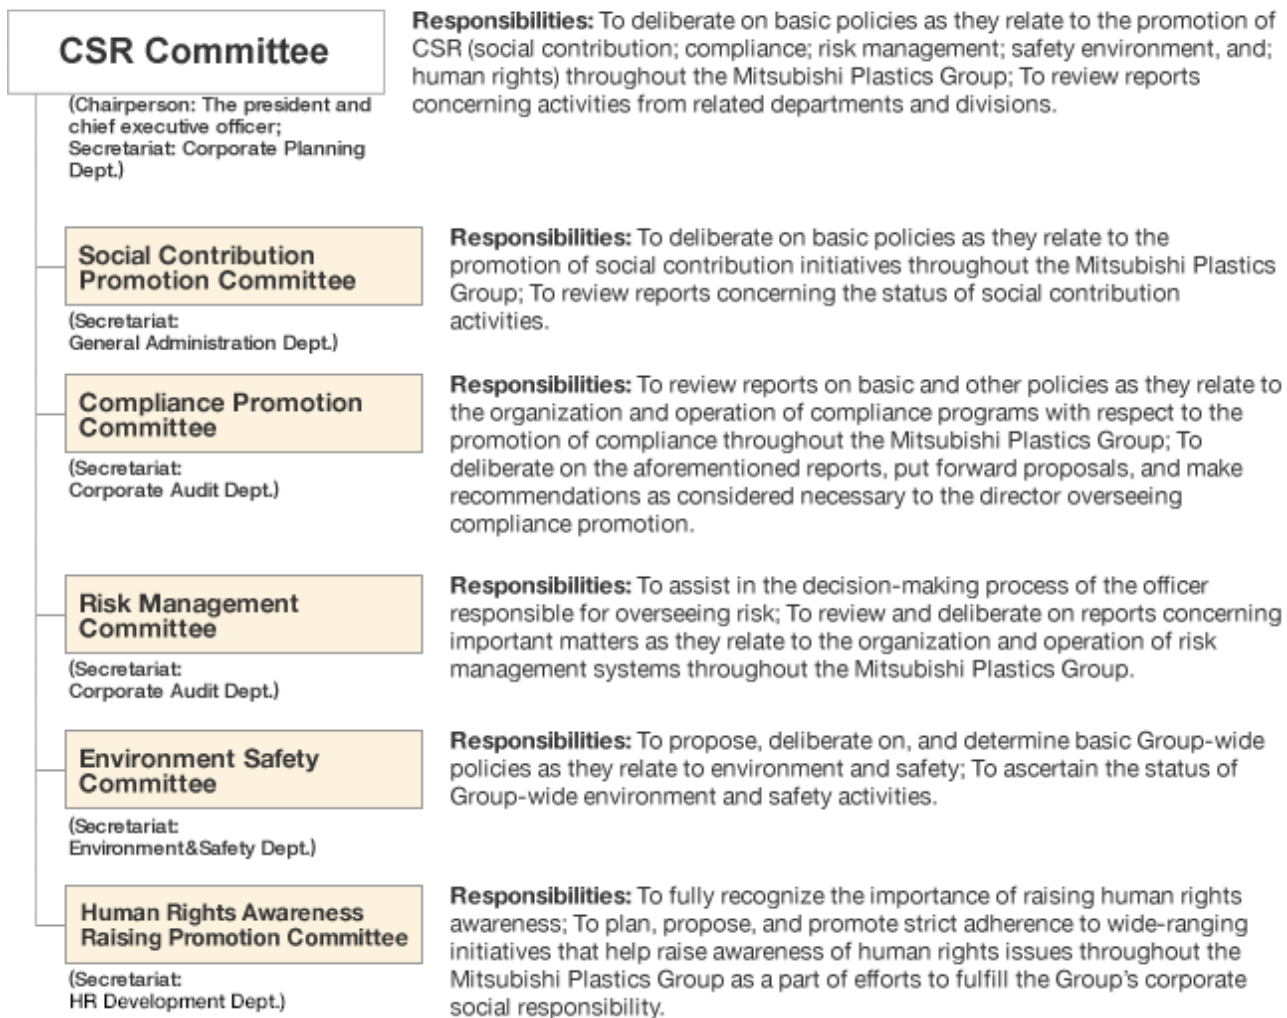 CSR Committee
(Chairperson: The president and
chief executive officer;
Secretariat: Corporate Planning
Dept.)
Responsibilities: To deliberate on basic policies as they relate to the promotion of
CSR (social contribution; compliance; risk management; safety environment, and;
human rights) throughout the Mitsubishi Plastics Group; To review reports
concerning activities from related departments and divisions.
Social Contribution
Promotion Committee
(Secretariat:
General Administration Dept.)
Responsibilities: To deliberate on basic policies as they relate to the
promotion of social contribution initiatives throughout the Mitsubishi Plastics
Group; To review reports concerning the status of social contribution
activities.
Compliance Promotion
Committee
(Secretariat:
Corporate Audit Dept.)
Responsibilities: To review reports on basic and other policies as they relate to
the organization and operation of compliance programs with respect to the
promotion of compliance throughout the Mitsubishi Plastics Group; To
deliberate on the aforementioned reports, put forward proposals, and make
recommendations as considered necessary to the director overseeing
compliance promotion.
Risk Management
Committee
(Secretariat:
Corporate Audit Dept.)
Responsibilities: To assist in the decision-making process of the officer
responsible for overseeing risk; To review and deliberate on reports concerning
important matters as they relate to the organization and operation of risk
management systems throughout the Mitsubishi Plastics Group.
Environment Safety
Committee
(Secretariat:
Environment&Safety Dept.)
Responsibilities: To propose, deliberate on, and determine basic Group-wide
policies as they relate to environment and safety; To ascertain the status of
Group-wide environment and safety activities.
Human Rights Awareness
Raising Promotion Committee
(Secretariat:
HR Development Dept.)
Responsibilities: To fully recognize the importance of raising human rights
awareness; To plan, propose, and promote strict adherence to wide-ranging
initiatives that help raise awareness of human rights issues throughout the
Mitsubishi Plastics Group as a part of efforts to fulfill the Group's corporate
social responsibility.